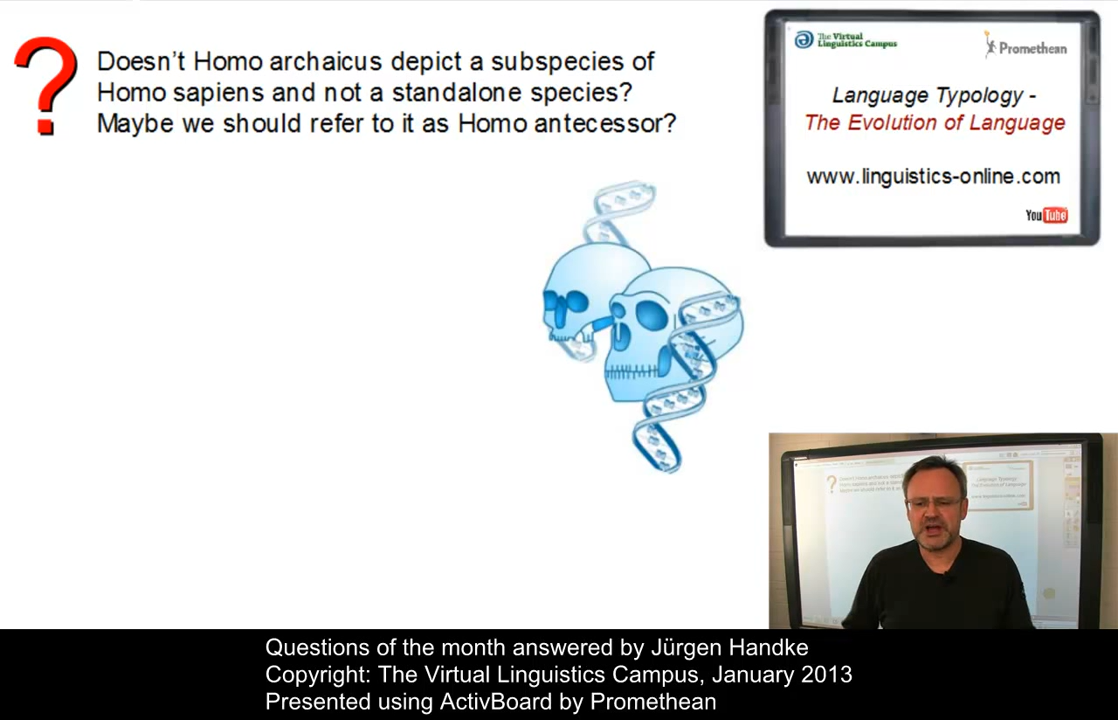 ?
Doesn't Homo archaicus depict a subspecies of
Homo sapiens and not a standalone species?
Maybe we should refer to it as Homo antecessor?
The Virtual
Linguistics Campus
Promethean
Language Typology -
The Evolution of Language
www.linguistics-online.com
YouTube
Questions of the month answered by Jürgen Handke
Copyright: The Virtual Linguistics Campus, January 2013
Presented using ActivBoard by Promethean